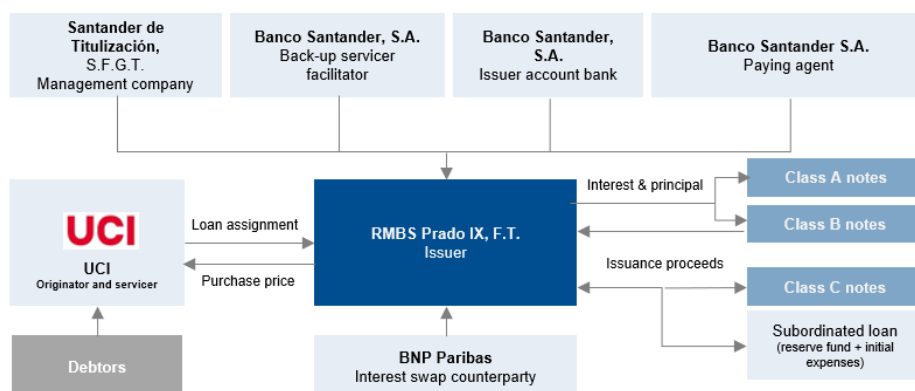 Santander de
Titulización,
S.F.G.T.
Management company
Banco Santander, S.A.
Back-up servicer
facilitator
Banco Santander,
S.A.
Issuer account bank
Banco Santander S.A.
Paying agent
UCI
UCI
Originator and servicer
Loan assignment
Purchase price
RMBS Prado IX, F.T.
Issuer
Interest & principal
Issuance proceeds
Class A notes
Class B notes
Class C notes
Subordinated loan
(reserve fund + initial
expenses)
Debtors
BNP Paribas
Interest swap counterparty